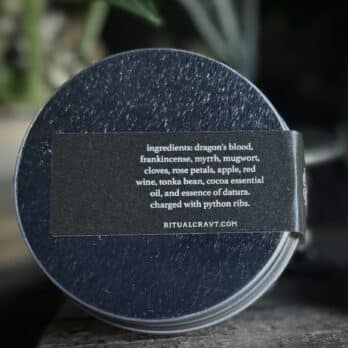 ingredients: dragon's blood,
frankincense, myrrh, mugwort,
cloves, rose petals, apple, red
wine, tonka bean, cocoa essential
oil, and essence of datura.
charged with python ribs.
RITUALCRAVT.COM